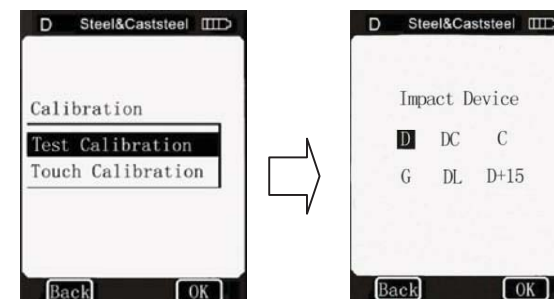 D Steel&Caststeel
Calibration
Test Calibration
Touch Calibration
Back OK
D Steel&Caststeel
Impact Device
D DC C
G DL D+15
Back OK